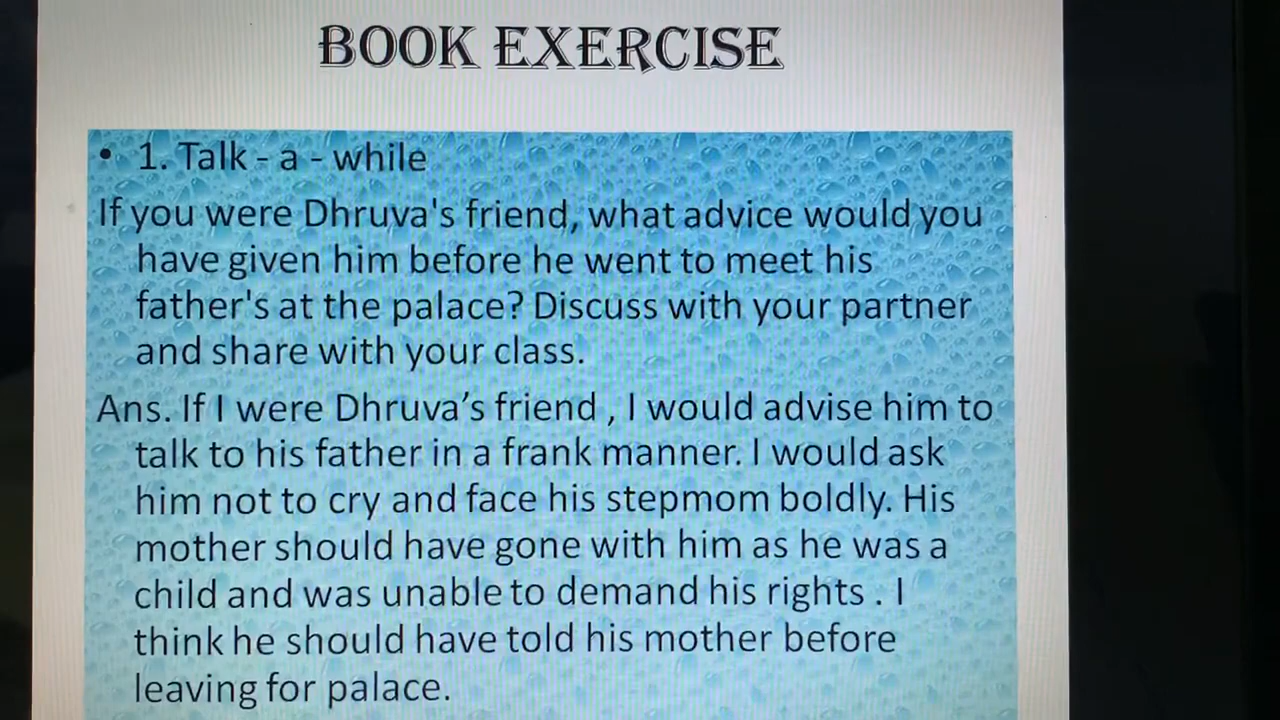 BOOK EXERCISE
• 1. Talk - a - while
If you were Dhruva's friend, what advice would you
have given him before he went to meet his
father's at the palace? Discuss with your partner
and share with your class.
Ans. If I were Dhruva’s friend , I would advise him to
talk to his father in a frank manner. I would ask
him not to cry and face his stepmom boldly. His
mother should have gone with him as he was a
child and was unable to demand his rights . I
think he should have told his mother before
leaving for palace.